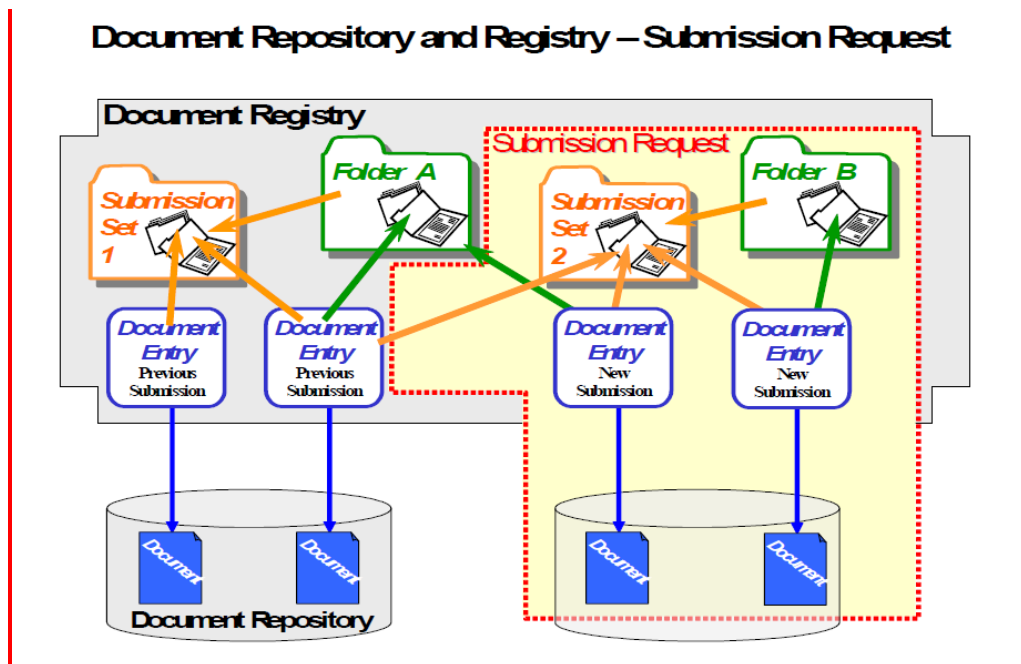 Document Repository and Registry – Submission Request
Document Registry
Submission Request
Folder A
Folder B
Submission
Set
1
Submission
Set
2
Document
Entry
Previous
Submission
Document
Entry
Previous
Submission
Document
Entry
New
Submission
Document
Entry
New
Submission
Document
Document
Document
Document
Document Repository